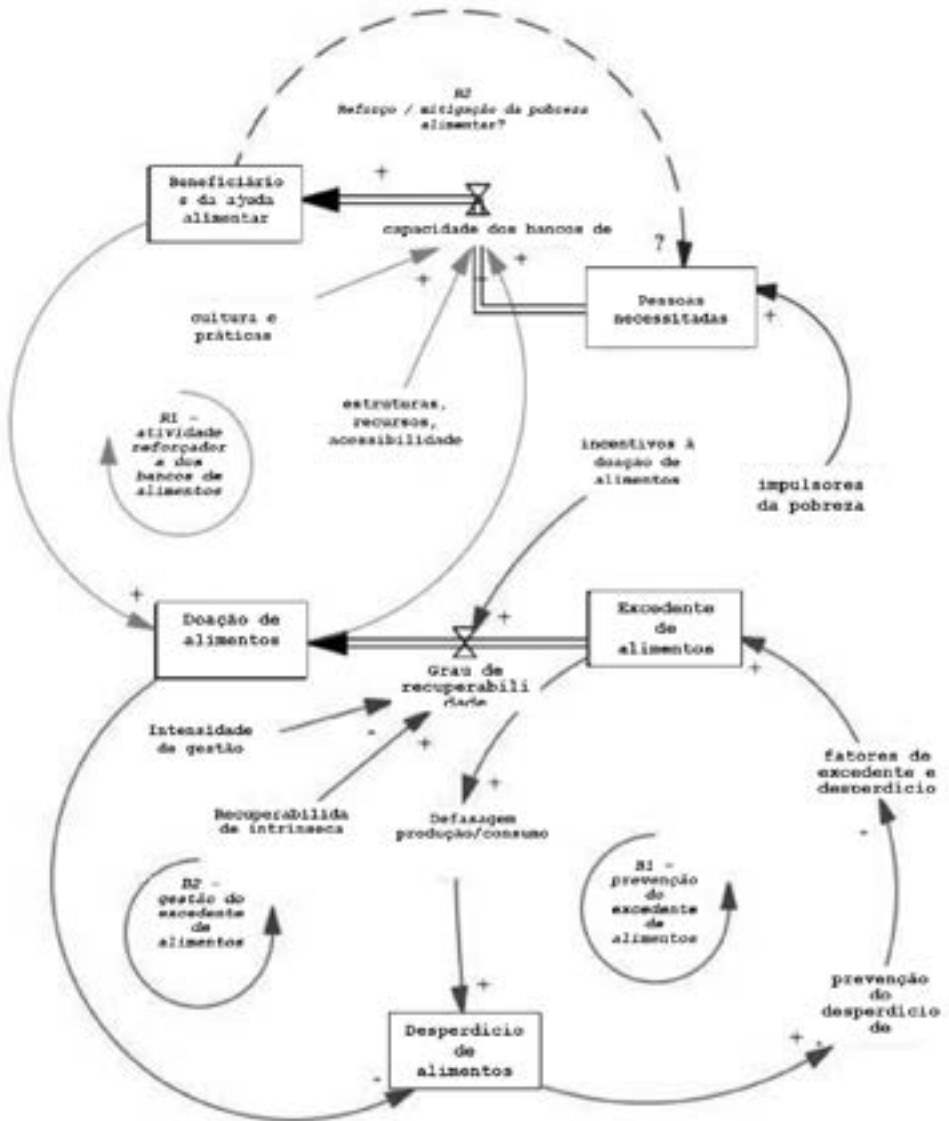 R2
Reforço / mitigação da pobreza
alimentar?
+
Beneficiário
s da ajuda
alimentar
capacidade dos bancos de
+
+
?
Pessoas
necessitadas
+
cultura e
práticas
estruturas,
recursos,
acessibilidade
R1 -
atividade
reforçador
a dos
bancos de
alimentos
incentivos à
doação de
alimentos
impulsores
da pobreza
+
Doação de
alimentos
+
Excedente
de
alimentos
+
Grau de
recuperabili
dade
Intensidade
de gestão
-
+
Recuperabilida
de intrínseca
+
Defasagem
produção/consumo
fatores de
excedente e
desperdício
-
B2 -
gestão do
excedente
de
alimentos
B1 -
prevenção
do
excedente
de
alimentos
+
prevenção
do
desperdício
de
+ -
Desperdício
de
alimentos
-